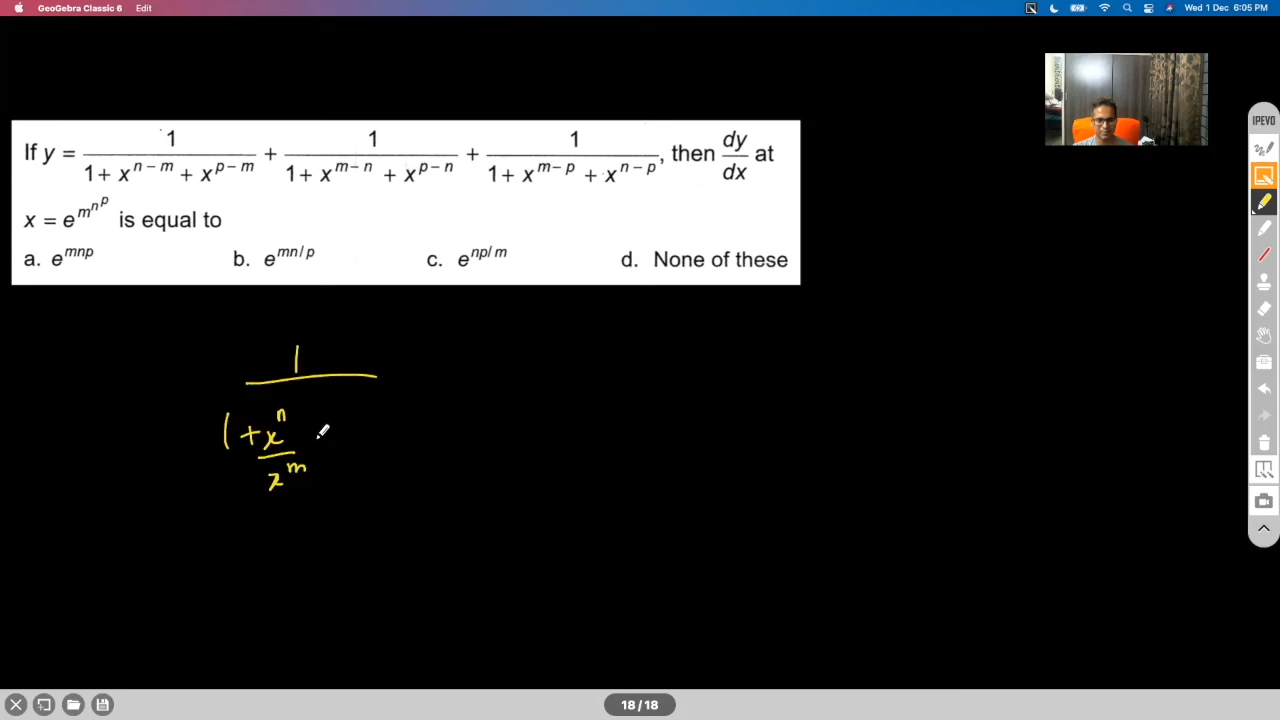 GeoGebra Classic 6 Edit Wed 1 Dec 6:05 PM
IPEVO
If y = 1/(1 + x^{n – m} + x^{p – m}) + 1/(1 + x^{m – n} + x^{p – n}) + 1/(1 + x^{m – p} + x^{n – p}), then dy/dx at
x = e^{m^{n^p}} is equal to
a. e^{mnp} b. e^{mn/p} c. e^{np/m} d. None of these
1
1 + x^n
x^m
18 / 18